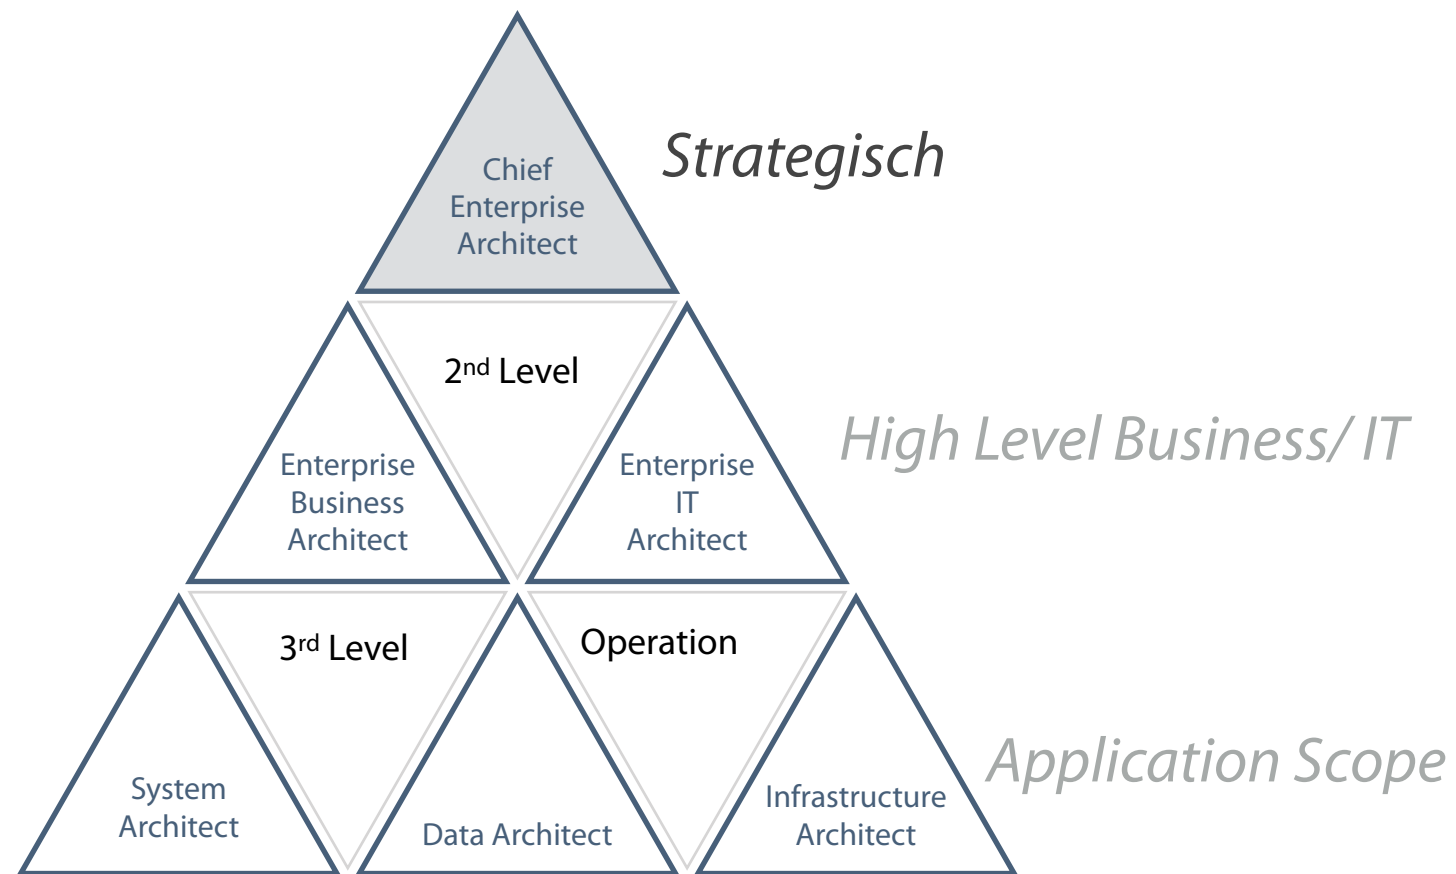 Chief
Enterprise
Architect
Strategisch
2nd Level
Enterprise
Business
Architect
Enterprise
IT
Architect
High Level Business/ IT
3rd Level
Operation
System
Architect
Data Architect
Infrastructure
Architect
Application Scope